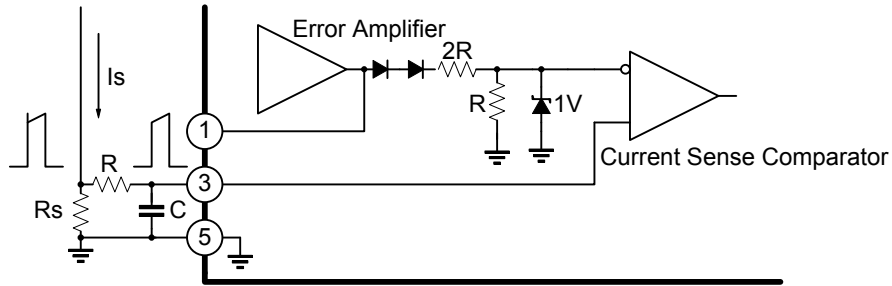 Error Amplifier
2R
Is
R
1V
1
Current Sense Comparator
R
3
Rs
C
5